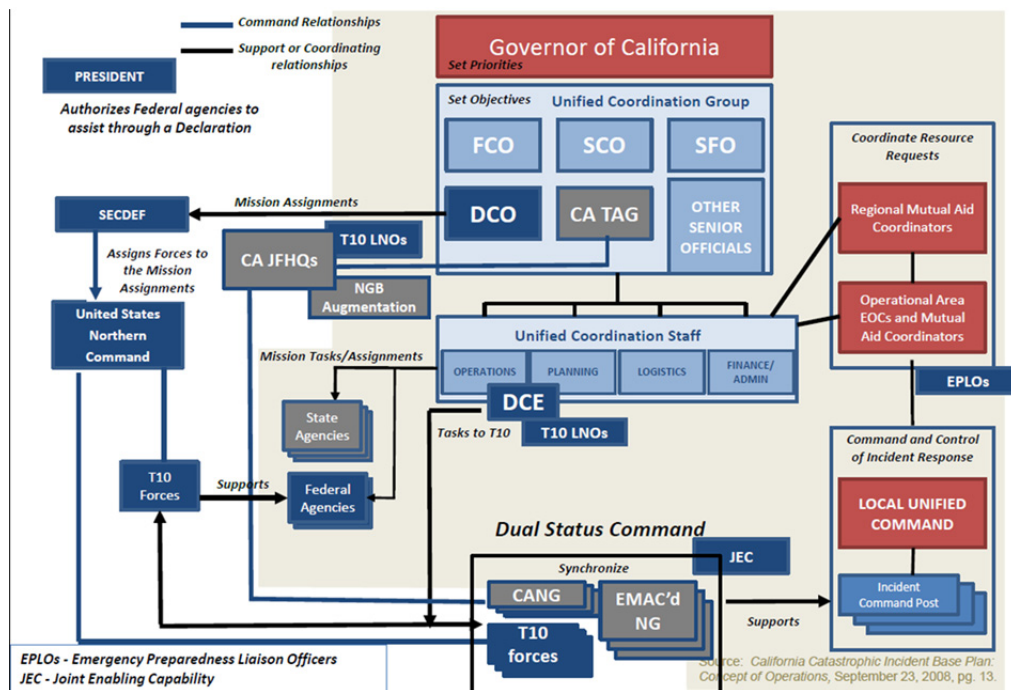 Command Relationships
Support or Coordinating
relationships
PRESIDENT
Authorizes Federal agencies to
assist through a Declaration
Governor of California
Set Priorities
Set Objectives
Unified Coordination Group
FCO
SCO
SFO
DCO
CA TAG
OTHER
SENIOR
OFFICIALS
Coordinate Resource
Requests
Regional Mutual Aid
Coordinators
Operational Area
EOCs and Mutual
Aid Coordinators
EPLOs
SECDEF
Mission Assignments
Assigns Forces to
the Mission
Assignments
T10 LNOs
CA JFHQs
NGB
Augmentation
United States
Northern
Command
Unified Coordination Staff
OPERATIONS
PLANNING
LOGISTICS
FINANCE/
ADMIN
Mission Tasks/Assignments
DCE
T10 LNOs
Tasks to T10
State
Agencies
T10
Forces
Supports
Federal
Agencies
Command and Control
of Incident Response
LOCAL UNIFIED
COMMAND
Incident
Command Post
Dual Status Command
JEC
Synchronize
CANG
EMAC'd
NG
T10
forces
Supports
EPLOs - Emergency Preparedness Liaison Officers
JEC - Joint Enabling Capability
Source: California Catastrophic Incident Base Plan:
Concept of Operations, September 23, 2008, pg. 13.